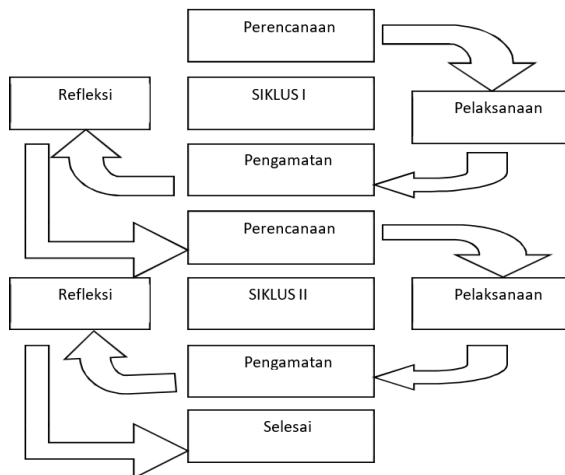 Perencanaan
Refleksi
SIKLUS I
Pelaksanaan
Pengamatan
Perencanaan
Refleksi
SIKLUS II
Pelaksanaan
Pengamatan
Selesai